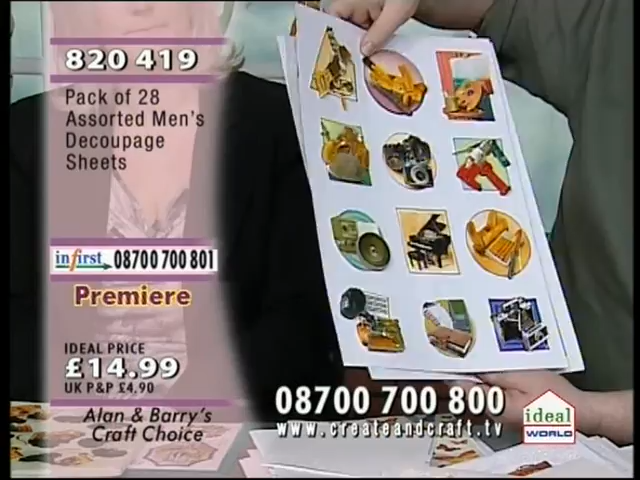 820 419
Pack of 28
Assorted Men's
Decoupage
Sheets
infirst 08700 700 801
Premiere
IDEAL PRICE
£14.99
UK P&P £4.90
Alan & Barry's
Craft Choice
08700 700 800
www.createandcraft.tv
ideal
WORLD